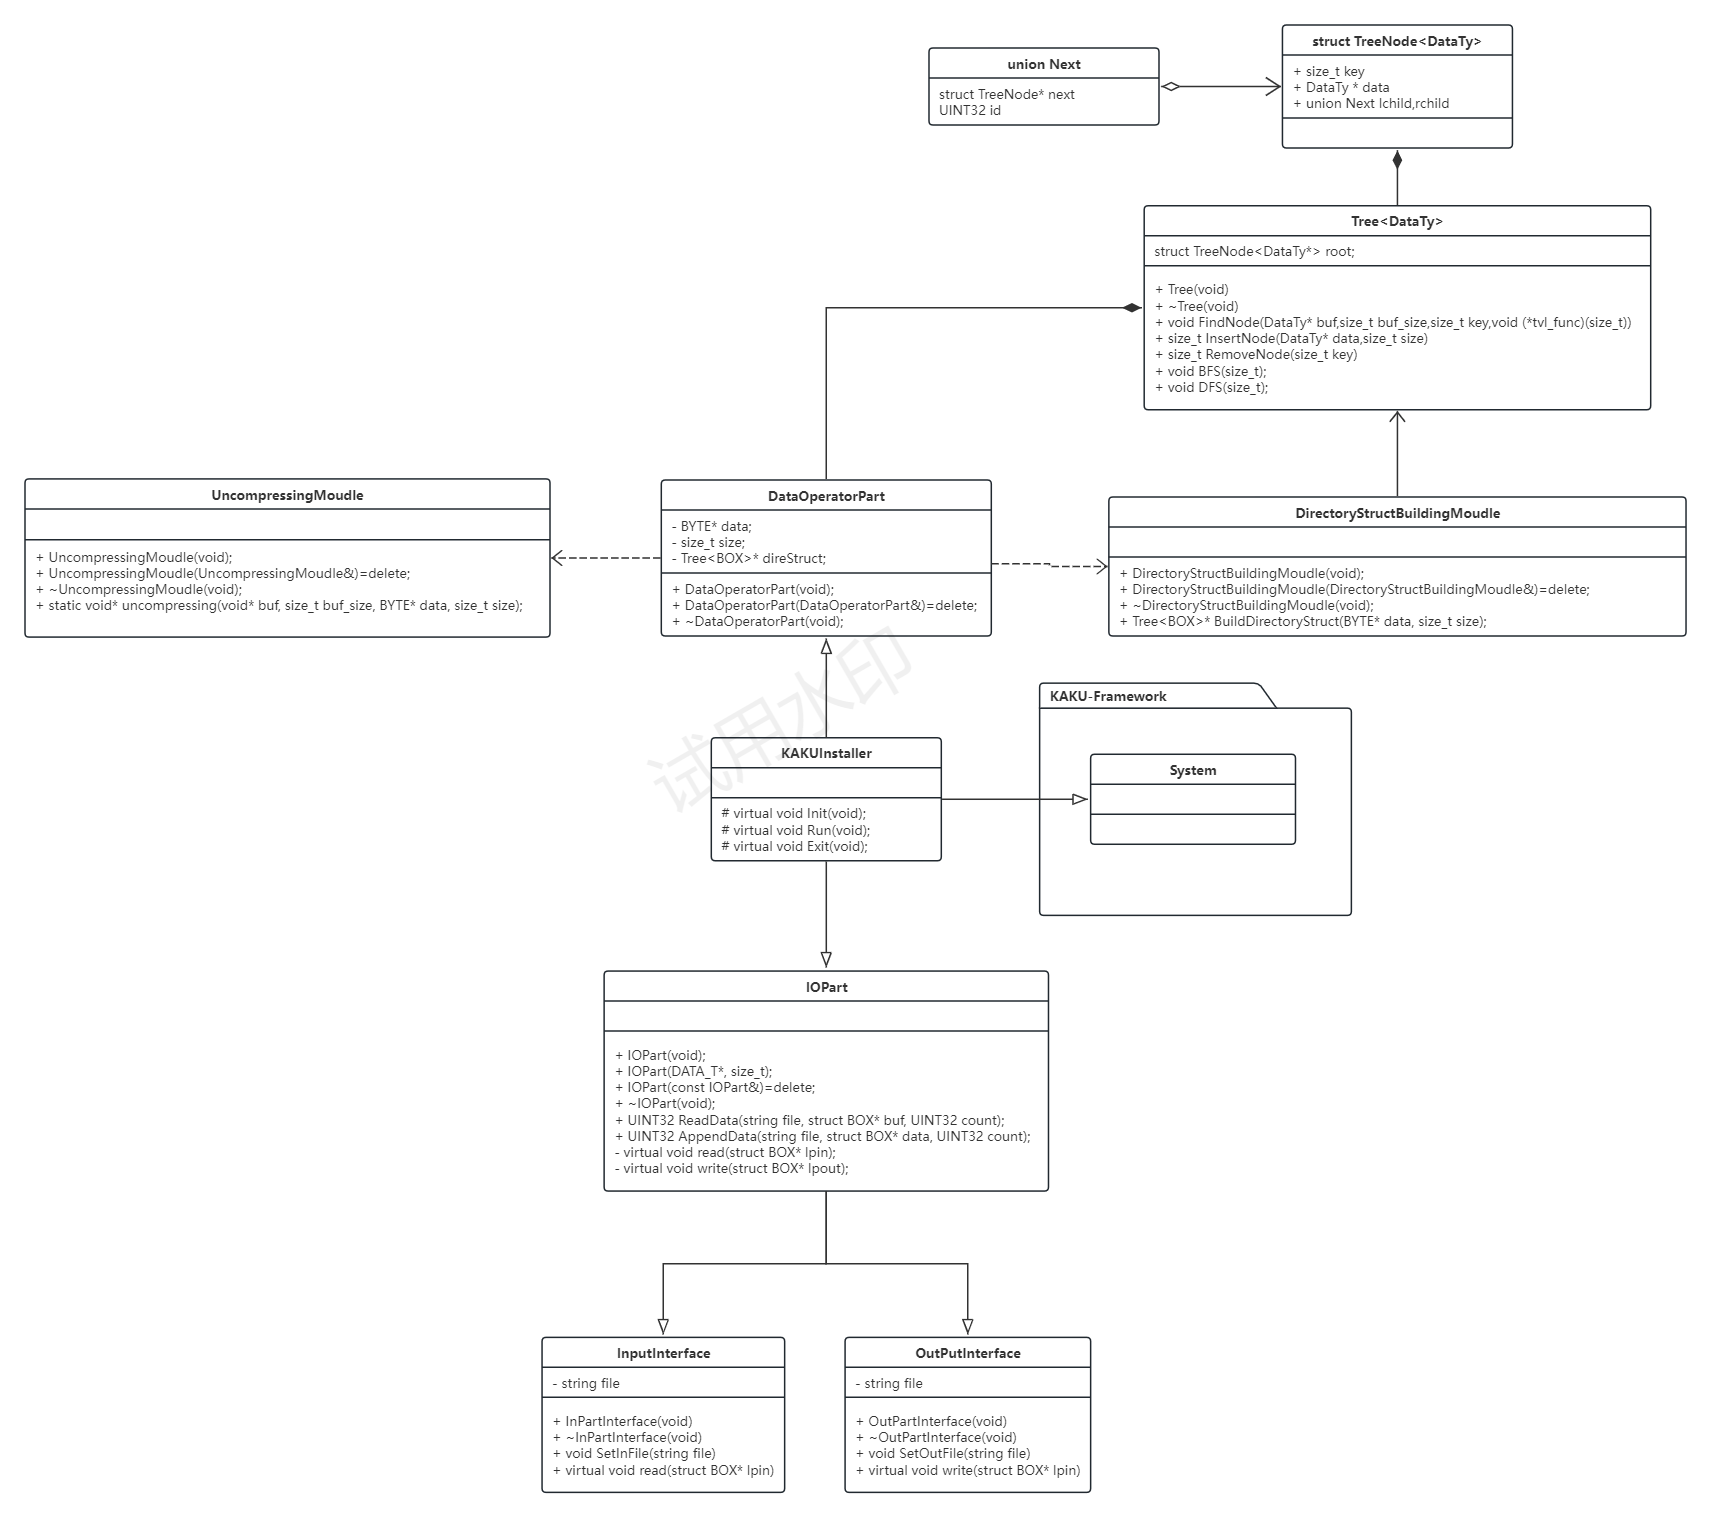 struct TreeNode<DataTy>
+ size_t key
+ DataTy * data
+ union Next lchild,rchild
union Next
struct TreeNode* next
UINT32 id
Tree<DataTy>
struct TreeNode<DataTy*> root;
+ Tree(void)
+ ~Tree(void)
+ void FindNode(DataTy* buf,size_t buf_size,size_t key,void (*tvl_func)(size_t))
+ size_t InsertNode(DataTy* data,size_t size)
+ size_t RemoveNode(size_t key)
+ void BFS(size_t);
+ void DFS(size_t);
UncompressingMoudle
+ UncompressingMoudle(void);
+ UncompressingMoudle(UncompressingMoudle&)=delete;
+ ~UncompressingMoudle(void);
+ static void* uncompressing(void* buf, size_t buf_size, BYTE* data, size_t size);
DataOperatorPart
- BYTE* data;
- size_t size;
- Tree<BOX>* direStruct;
+ DataOperatorPart(void);
+ DataOperatorPart(DataOperatorPart&)=delete;
+ ~DataOperatorPart(void);
DirectoryStructBuildingMoudle
+ DirectoryStructBuildingMoudle(void);
+ DirectoryStructBuildingMoudle(DirectoryStructBuildingMoudle&)=delete;
+ ~DirectoryStructBuildingMoudle(void);
+ Tree<BOX>* BuildDirectoryStruct(BYTE* data, size_t size);
试用水印
KAKUInstaller
# virtual void Init(void);
# virtual void Run(void);
# virtual void Exit(void);
KAKU-Framework
System
IOPart
+ IOPart(void);
+ IOPart(DATA_T*, size_t);
+ IOPart(const IOPart&)=delete;
+ ~IOPart(void);
+ UINT32 ReadData(string file, struct BOX* buf, UINT32 count);
+ UINT32 AppendData(string file, struct BOX* data, UINT32 count);
- virtual void read(struct BOX* lpin);
- virtual void write(struct BOX* lpout);
InputInterface
- string file
+ InPartInterface(void)
+ ~InPartInterface(void)
+ void SetInFile(string file)
+ virtual void read(struct BOX* lpin)
OutPutInterface
- string file
+ OutPartInterface(void)
+ ~OutPartInterface(void)
+ void SetOutFile(string file)
+ virtual void write(struct BOX* lpin)